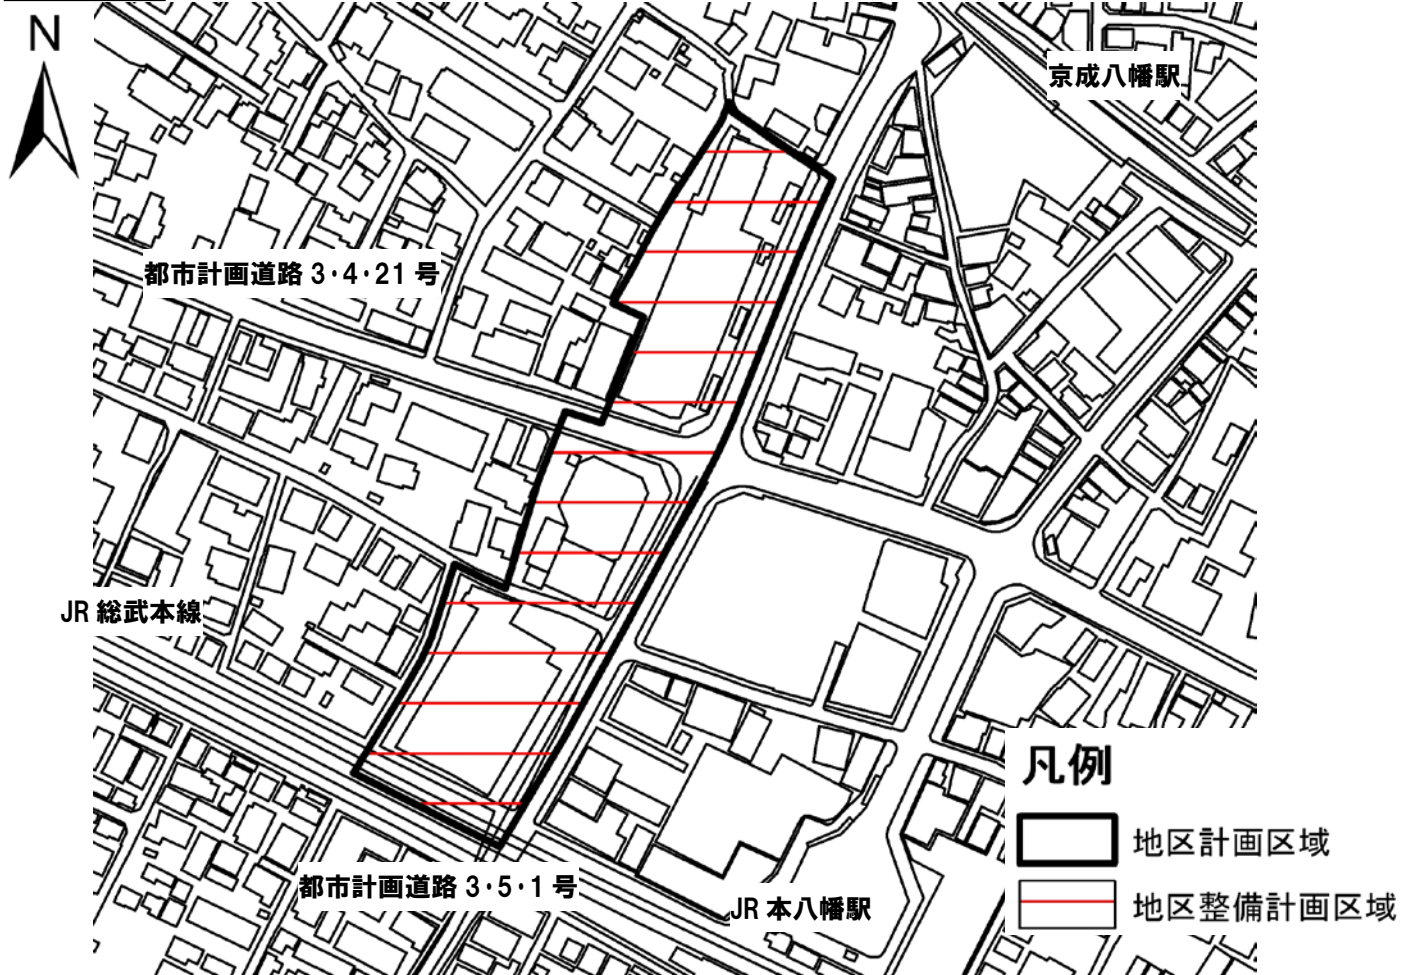 N
京成八幡駅
都市計画道路 3・4・21 号
JR 総武本線
凡例
地区計画区域
都市計画道路 3・5・1 号
JR 本八幡駅
地区整備計画区域